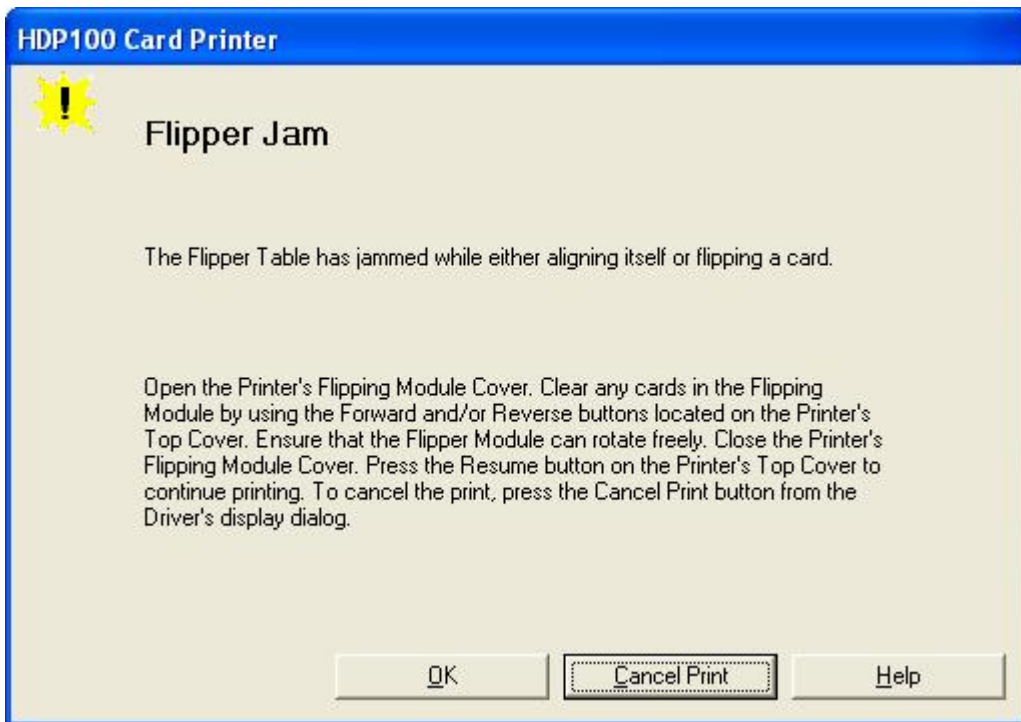 HDP100 Card Printer
Flipper Jam
The Flipper Table has jammed while either aligning itself or flipping a card.
Open the Printer's Flipping Module Cover. Clear any cards in the Flipping
Module by using the Forward and/or Reverse buttons located on the Printer's
Top Cover. Ensure that the Flipper Module can rotate freely. Close the Printer's
Flipping Module Cover. Press the Resume button on the Printer's Top Cover to
continue printing. To cancel the print, press the Cancel Print button from the
Driver's display dialog.
OK
Cancel Print
Help